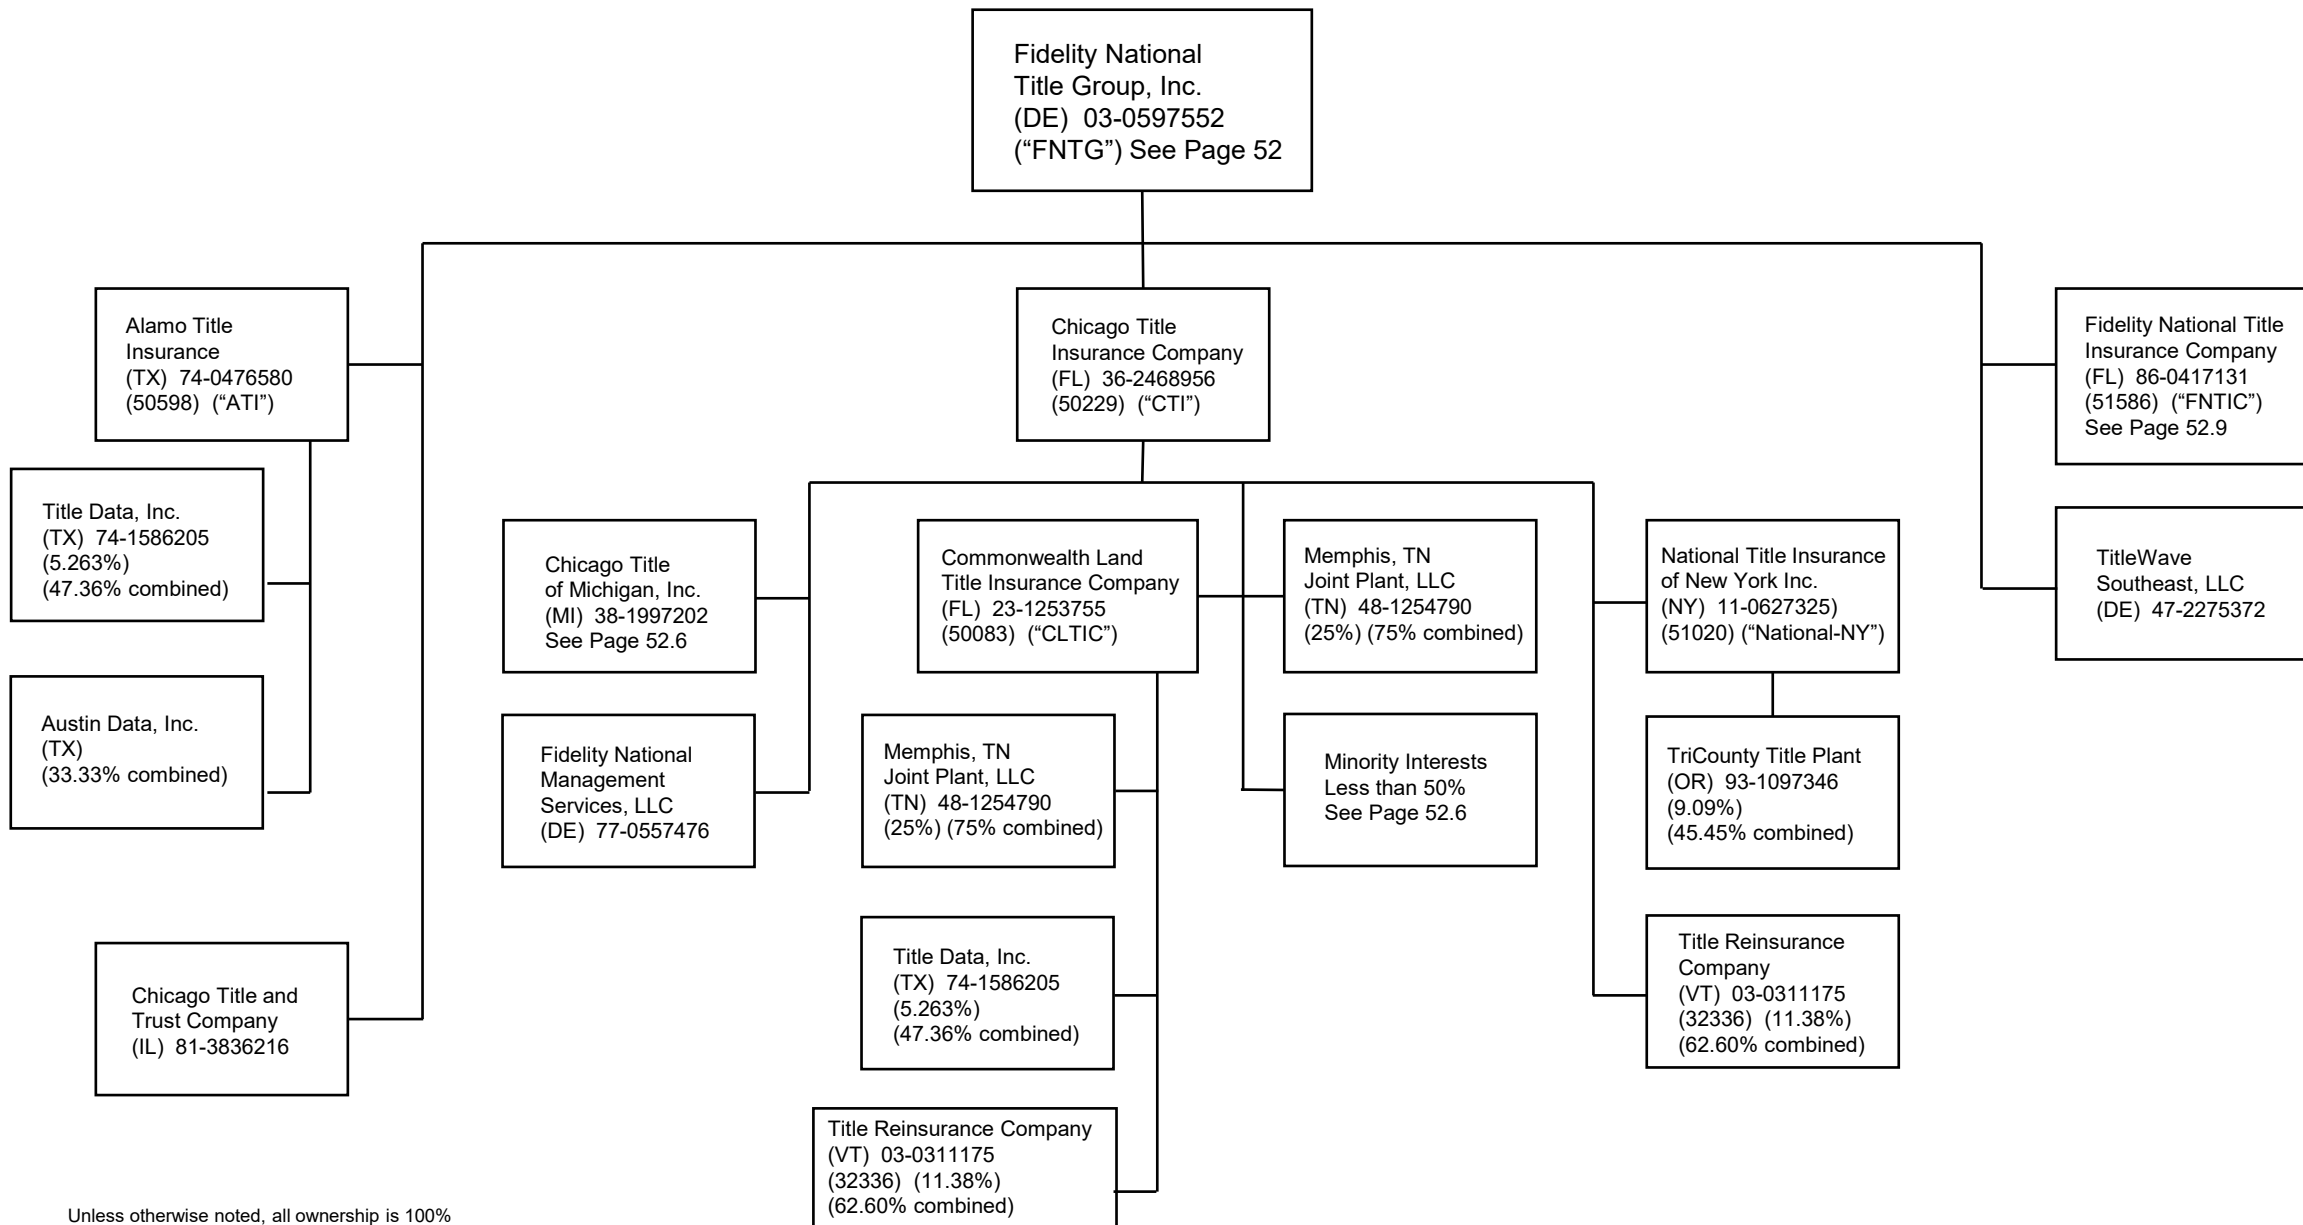 Fidelity National
Title Group, Inc.
(DE) 03-0597552
(“FNTG”) See Page 52
Alamo Title
Insurance
(TX) 74-0476580
(50598) (“ATI”)
Chicago Title
Insurance Company
(FL) 36-2468956
(50229) (“CTI”)
Fidelity National Title
Insurance Company
(FL) 86-0417131
(51586) (“FNTIC”)
See Page 52.9
Title Data, Inc.
(TX) 74-1586205
(5.263%)
(47.36% combined)
Chicago Title
of Michigan, Inc.
(MI) 38-1997202
See Page 52.6
Commonwealth Land
Title Insurance Company
(FL) 23-1253755
(50083) (“CLTIC”)
Memphis, TN
Joint Plant, LLC
(TN) 48-1254790
(25%) (75% combined)
National Title Insurance
of New York Inc.
(NY) 11-0627325)
(51020) (“National-NY”)
TitleWave
Southeast, LLC
(DE) 47-2275372
Austin Data, Inc.
(TX)
(33.33% combined)
Fidelity National
Management
Services, LLC
(DE) 77-0557476
Memphis, TN
Joint Plant, LLC
(TN) 48-1254790
(25%) (75% combined)
Minority Interests
Less than 50%
See Page 52.6
TriCounty Title Plant
(OR) 93-1097346
(9.09%)
(45.45% combined)
Chicago Title and
Trust Company
(IL) 81-3836216
Title Data, Inc.
(TX) 74-1586205
(5.263%)
(47.36% combined)
Title Reinsurance
Company
(VT) 03-0311175
(32336) (11.38%)
(62.60% combined)
Title Reinsurance Company
(VT) 03-0311175
(32336) (11.38%)
(62.60% combined)
Unless otherwise noted, all ownership is 100%